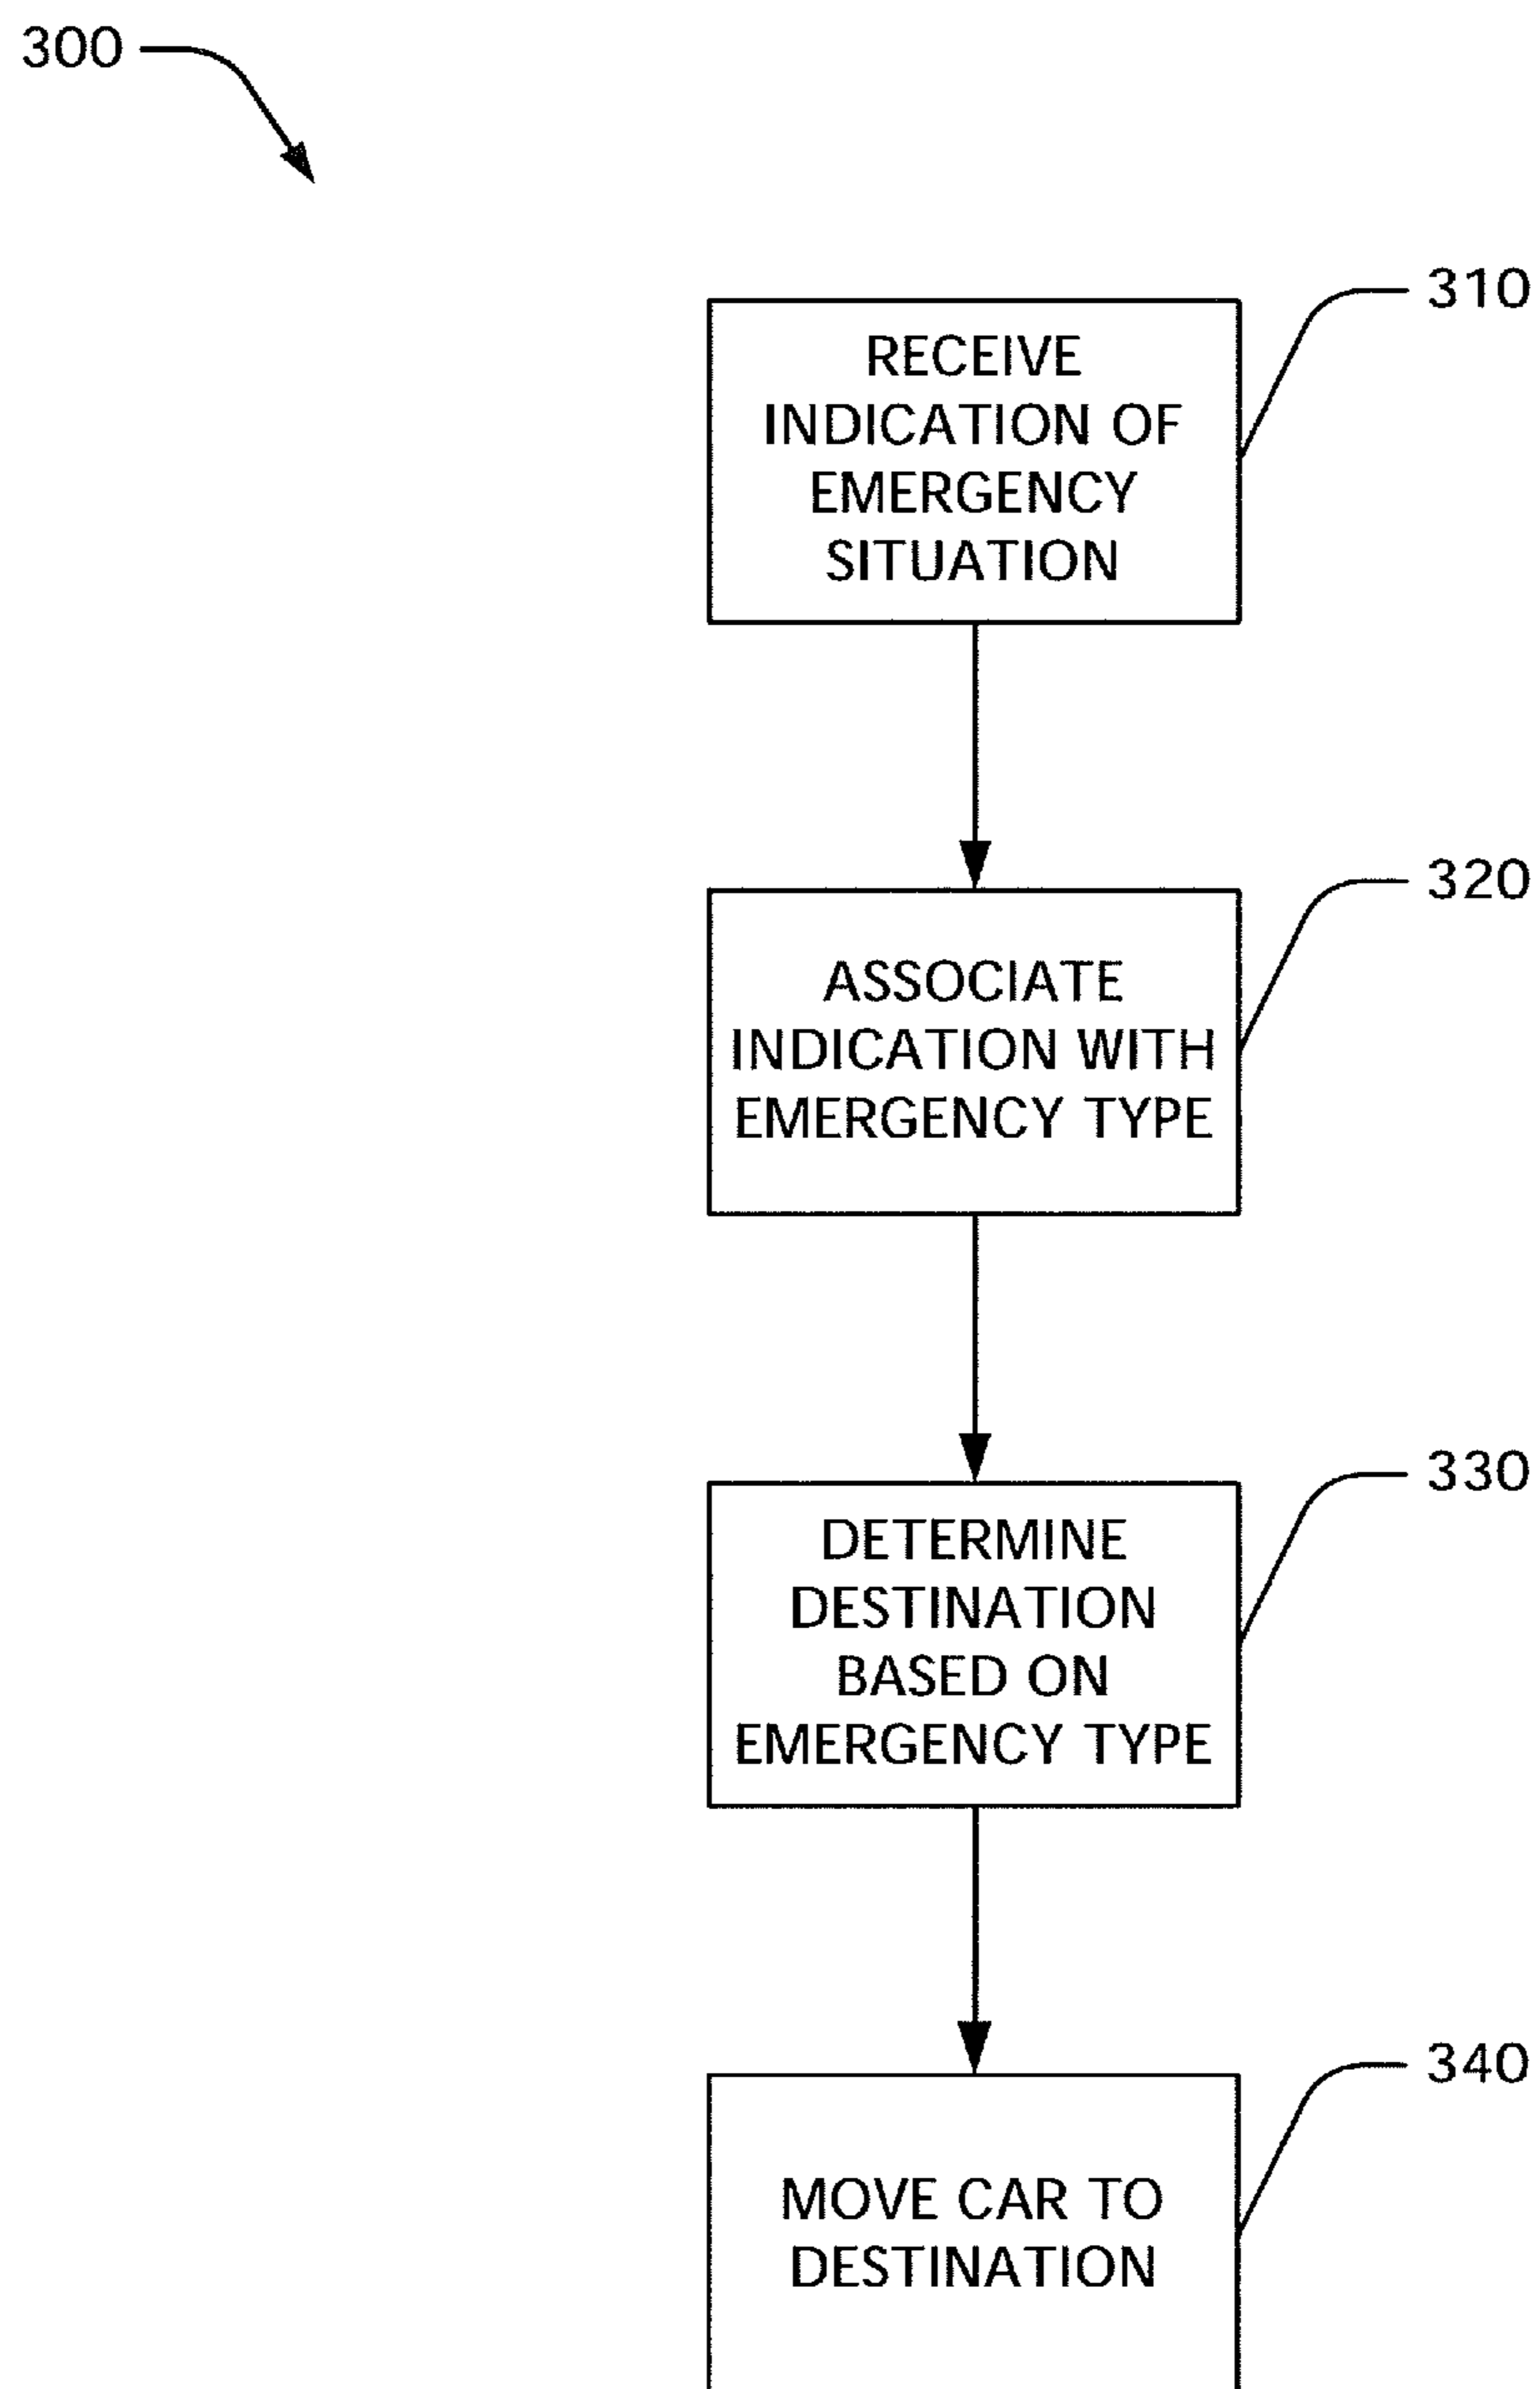 300
310
RECEIVE
INDICATION OF
EMERGENCY
SITUATION
320
ASSOCIATE
INDICATION WITH
EMERGENCY TYPE
330
DETERMINE
DESTINATION
BASED ON
EMERGENCY TYPE
340
MOVE CAR TO
DESTINATION